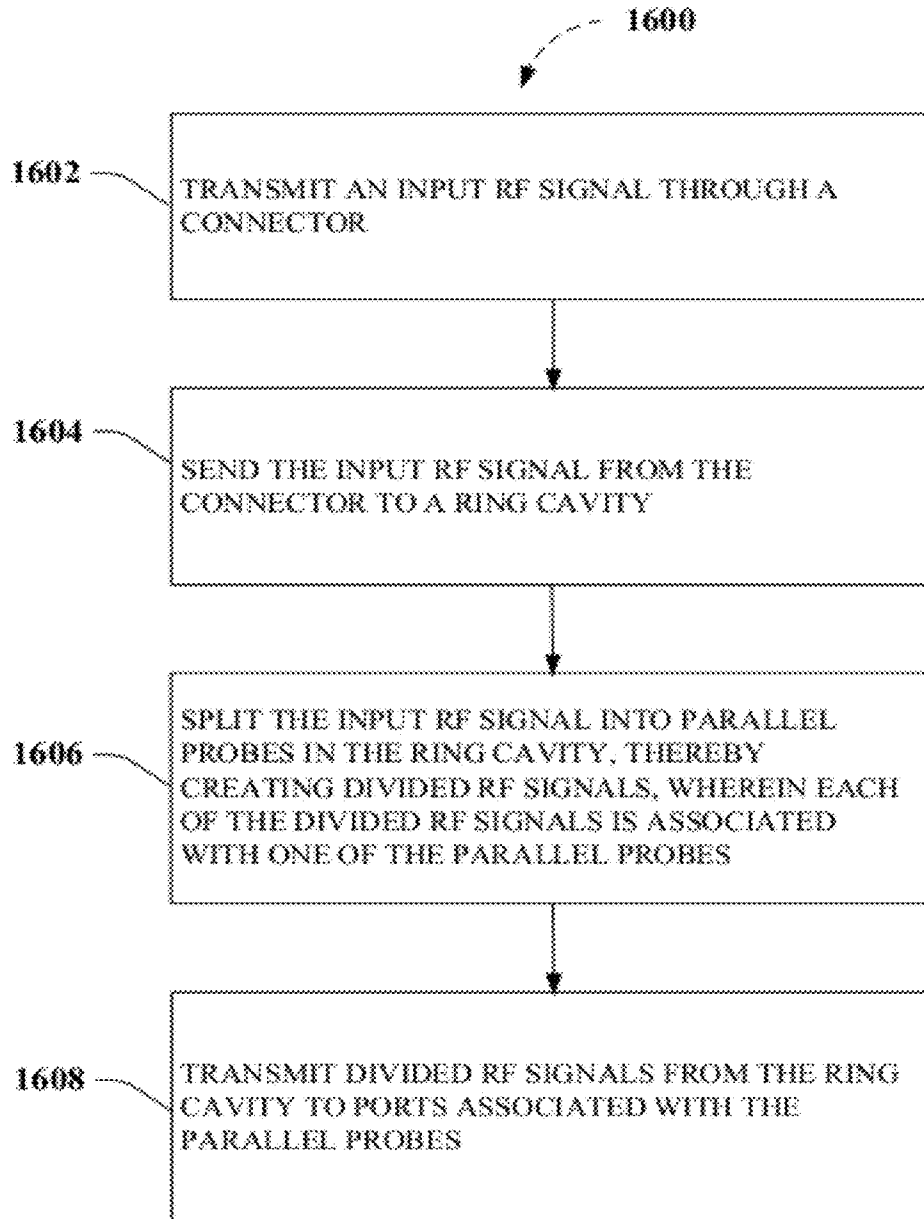 1600
1602
TRANSMIT AN INPUT RF SIGNAL THROUGH A
CONNECTOR
1604
SEND THE INPUT RF SIGNAL FROM THE
CONNECTOR TO A RING CAVITY
1606
SPLIT THE INPUT RF SIGNAL INTO PARALLEL
PROBES IN THE RING CAVITY, THEREBY
CREATING DIVIDED RF SIGNALS, WHEREIN EACH
OF THE DIVIDED RF SIGNALS IS ASSOCIATED
WITH ONE OF THE PARALLEL PROBES
1608
TRANSMIT DIVIDED RF SIGNALS FROM THE RING
CAVITY TO PORTS ASSOCIATED WITH THE
PARALLEL PROBES